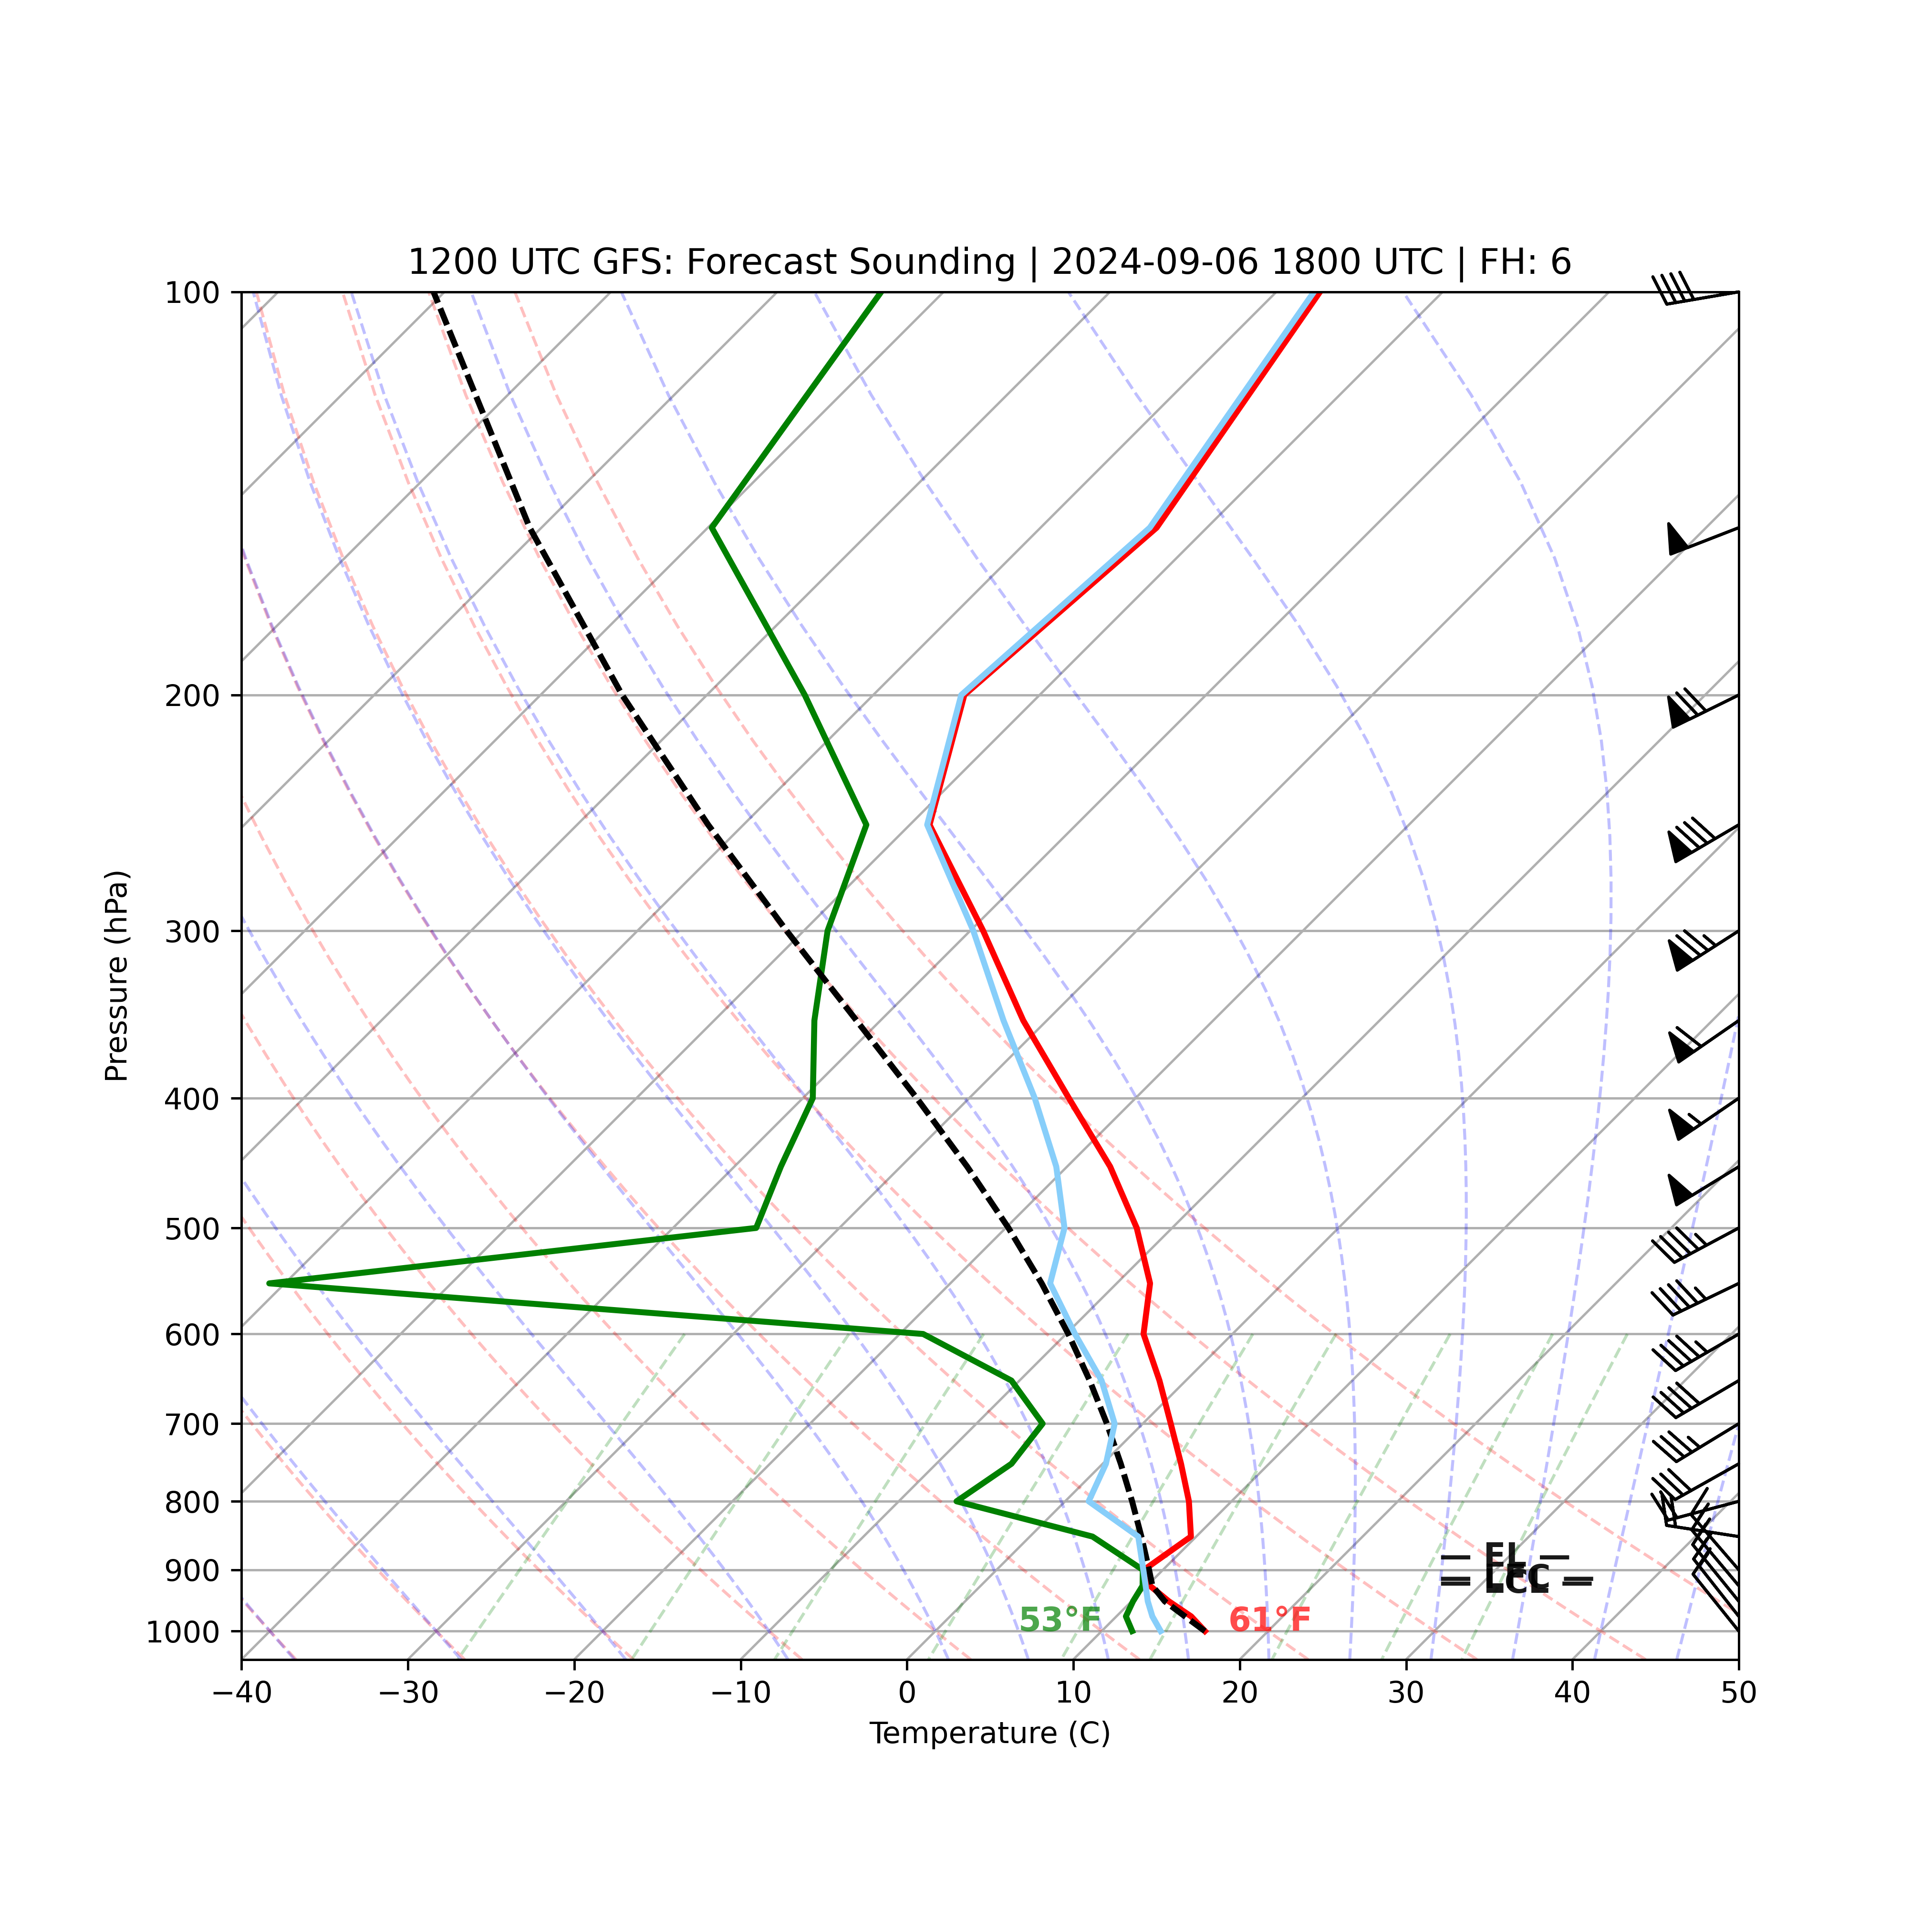 1200 UTC GFS: Forecast Sounding | 2024-09-06 1800 UTC | FH: 6
100
200
300
400
500
600
700
800
900
1000
Pressure (hPa)
— EL —
— LCL —
53°F
61°F
−40 −30 −20 −10 0 10 20 30 40 50
Temperature (C)